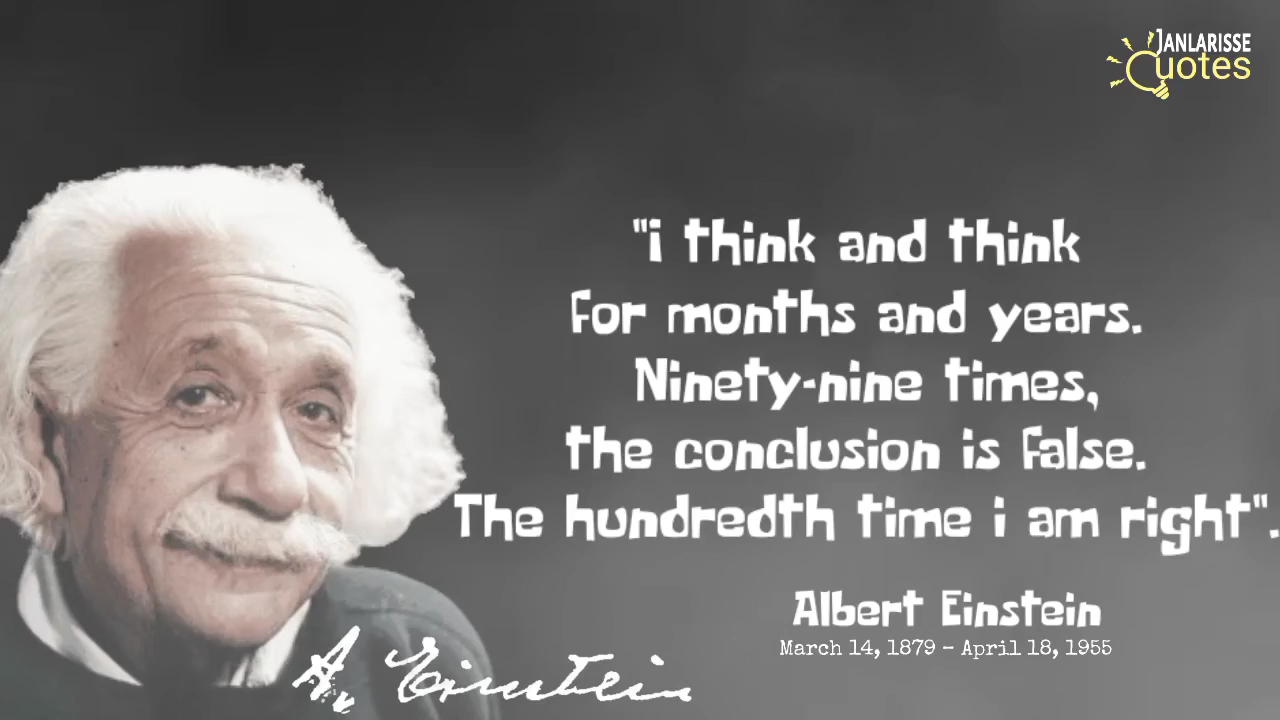 JANLARISSE
Quotes
"i think and think
for months and years.
Ninety-nine times,
the conclusion is false.
The hundredth time i am right".
Albert Einstein
March 14, 1879 - April 18, 1955
A. Einstein